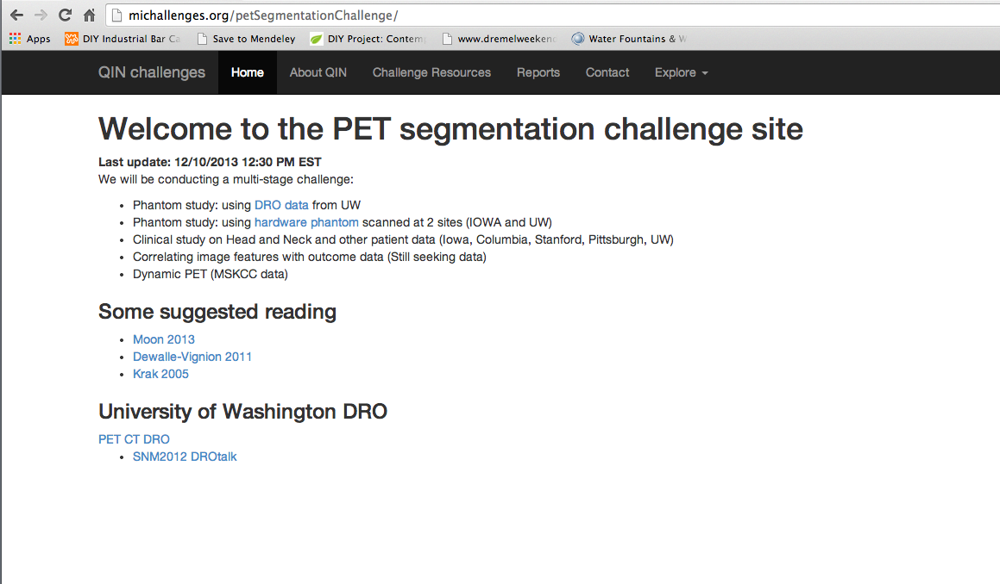 michallenges.org/petSegmentationChallenge/
Apps DIY Industrial Bar Ca Save to Mendeley DIY Project: Contemp www.dremelweekend Water Fountains & W
QIN challenges Home About QIN Challenge Resources Reports Contact Explore
Welcome to the PET segmentation challenge site
Last update: 12/10/2013 12:30 PM EST
We will be conducting a multi-stage challenge:
Phantom study: using DRO data from UW
Phantom study: using hardware phantom scanned at 2 sites (IOWA and UW)
Clinical study on Head and Neck and other patient data (Iowa, Columbia, Stanford, Pittsburgh, UW)
Correlating image features with outcome data (Still seeking data)
Dynamic PET (MSKCC data)
Some suggested reading
Moon 2013
Dewalle-Vignion 2011
Krak 2005
University of Washington DRO
PET CT DRO
SNM2012 DROtalk